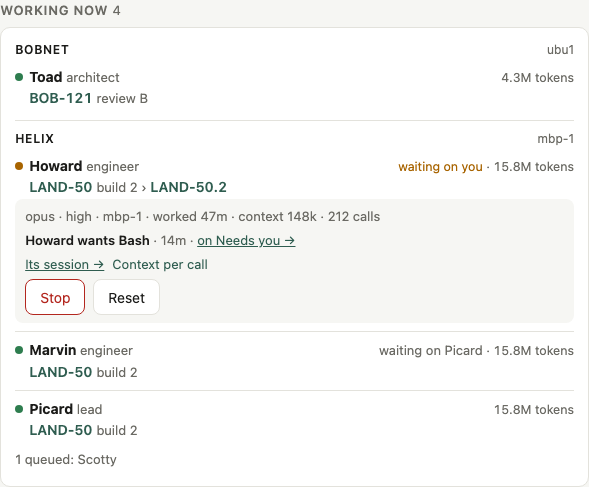 WORKING NOW 4
BOBNET ubu1
Toad architect 4.3M tokens
BOB-121 review B
HELIX mbp-1
Howard engineer waiting on you · 15.8M tokens
LAND-50 build 2 › LAND-50.2
opus · high · mbp-1 · worked 47m · context 148k · 212 calls
Howard wants Bash · 14m · on Needs you →
Its session → Context per call
Stop Reset
Marvin engineer waiting on Picard · 15.8M tokens
LAND-50 build 2
Picard lead 15.8M tokens
LAND-50 build 2
1 queued: Scotty